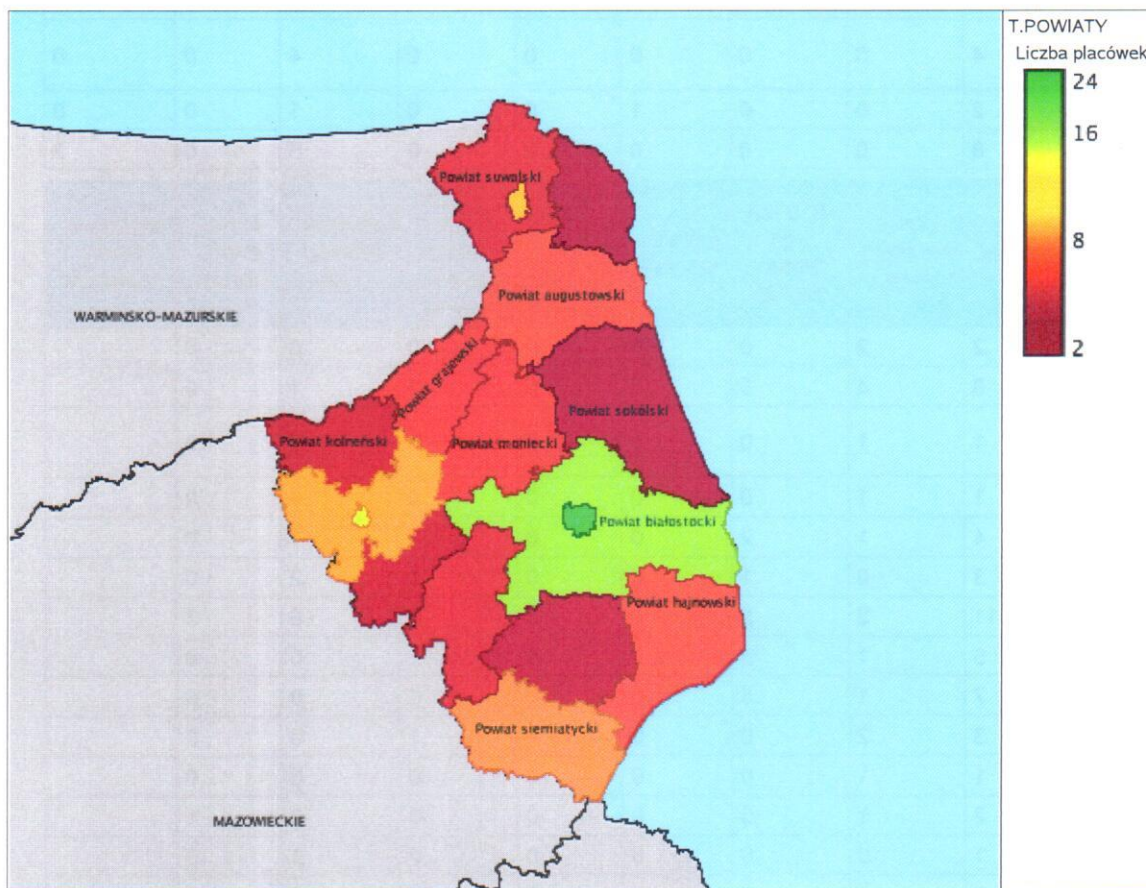 T.POWIATY
Liczba placówek
24
16
8
2
Powiat suwalski
Powiat augustowski
WARMIŃSKO-MAZURSKIE
Powiat grajewski
Powiat sokólski
Powiat kolneński
Powiat moniecki
Powiat białostocki
Powiat hajnowski
Powiat siemiatycki
MAZOWIECKIE